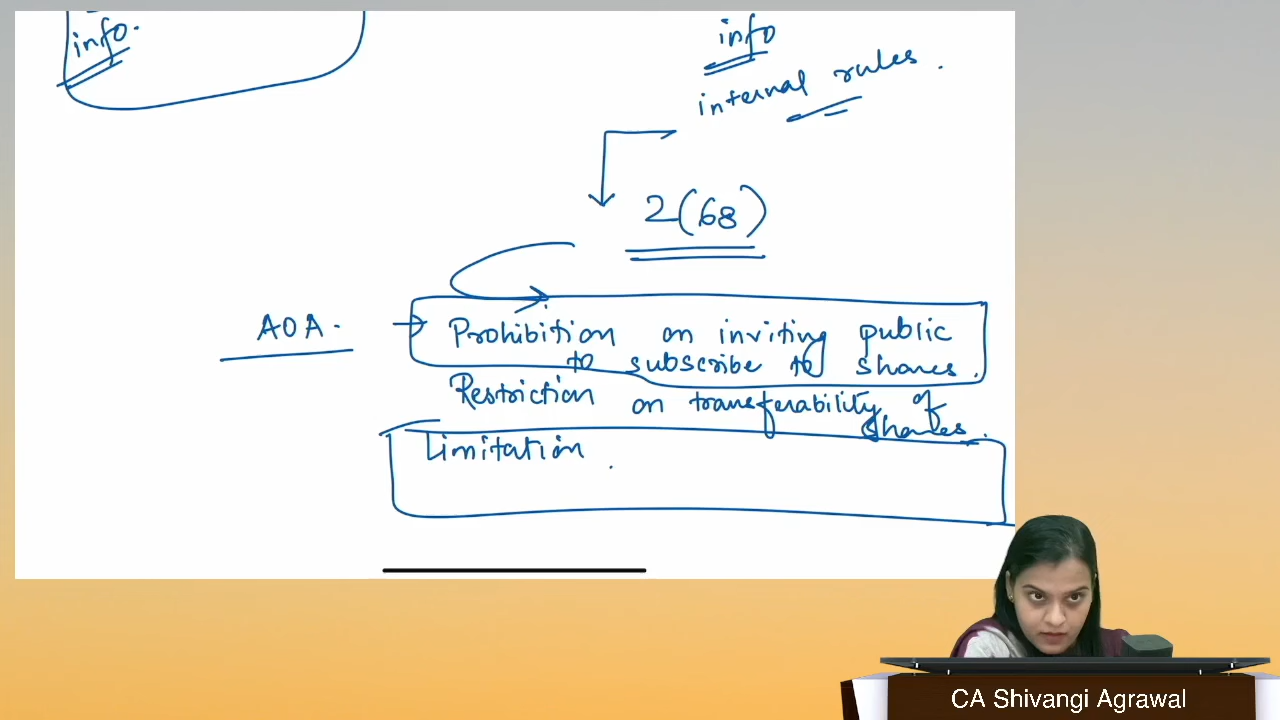 info.
info
internal rules.
2(68)
AOA.
Prohibition on inviting public
to subscribe to shares.
Restriction on transferability of
shares.
Limitation
CA Shivangi Agrawal